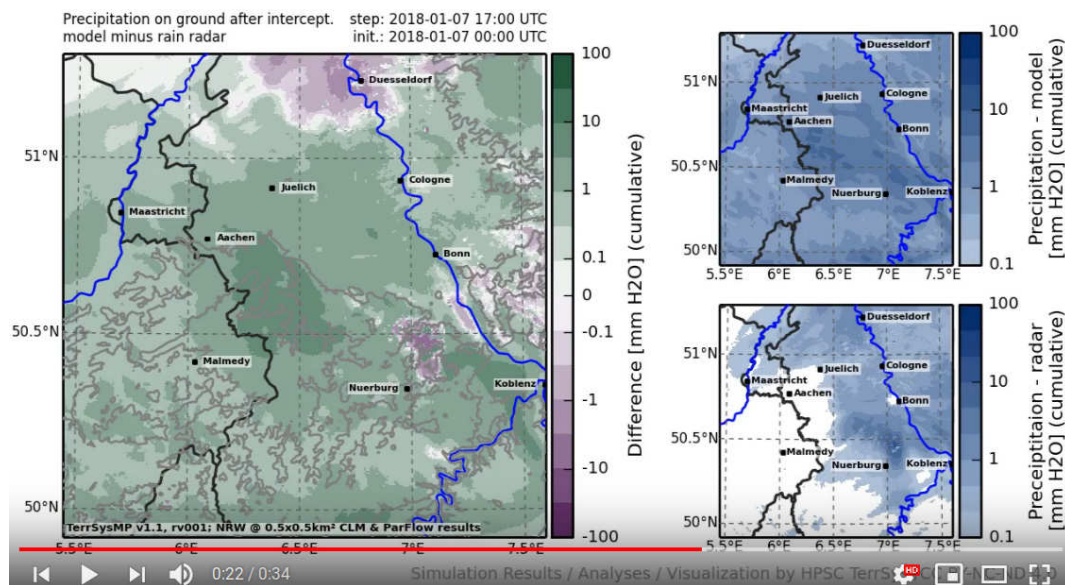 Precipitation on ground after intercept. step: 2018-01-07 17:00 UTC
model minus rain radar init.: 2018-01-07 00:00 UTC
Duesseldorf
Juelich
Cologne
Maastricht
Aachen
Bonn
Malmedy
Nuerburg
Koblenz
51°N
50.5°N
50°N
TerrSysMP v1.1, rv001; NRW @ 0.5x0.5km² CLM & ParFlow results
5.5°E 6°E 6.5°E 7°E 7.5°E
100
10
1
0.1
0
-0.1
-1
-10
-100
Difference [mm H2O] (cumulative)
Duesseldorf
Juelich
Cologne
Maastricht
Aachen
Bonn
Malmedy
Nuerburg
Koblenz
51°N
50.5°N
50°N
5.5°E 6°E 6.5°E 7°E 7.5°E
100
10
1
0.1
Precipitation - model
[mm H2O] (cumulative)
Duesseldorf
Juelich
Cologne
Maastricht
Aachen
Bonn
Malmedy
Nuerburg
Koblenz
51°N
50.5°N
50°N
5.5°E 6°E 6.5°E 7°E 7.5°E
100
10
1
0.1
Preceiptitation - radar
[mm H2O] (cumulative)
0:22 / 0:34
Simulation Results / Analyses / Visualization by HPSC TerrSys
HD